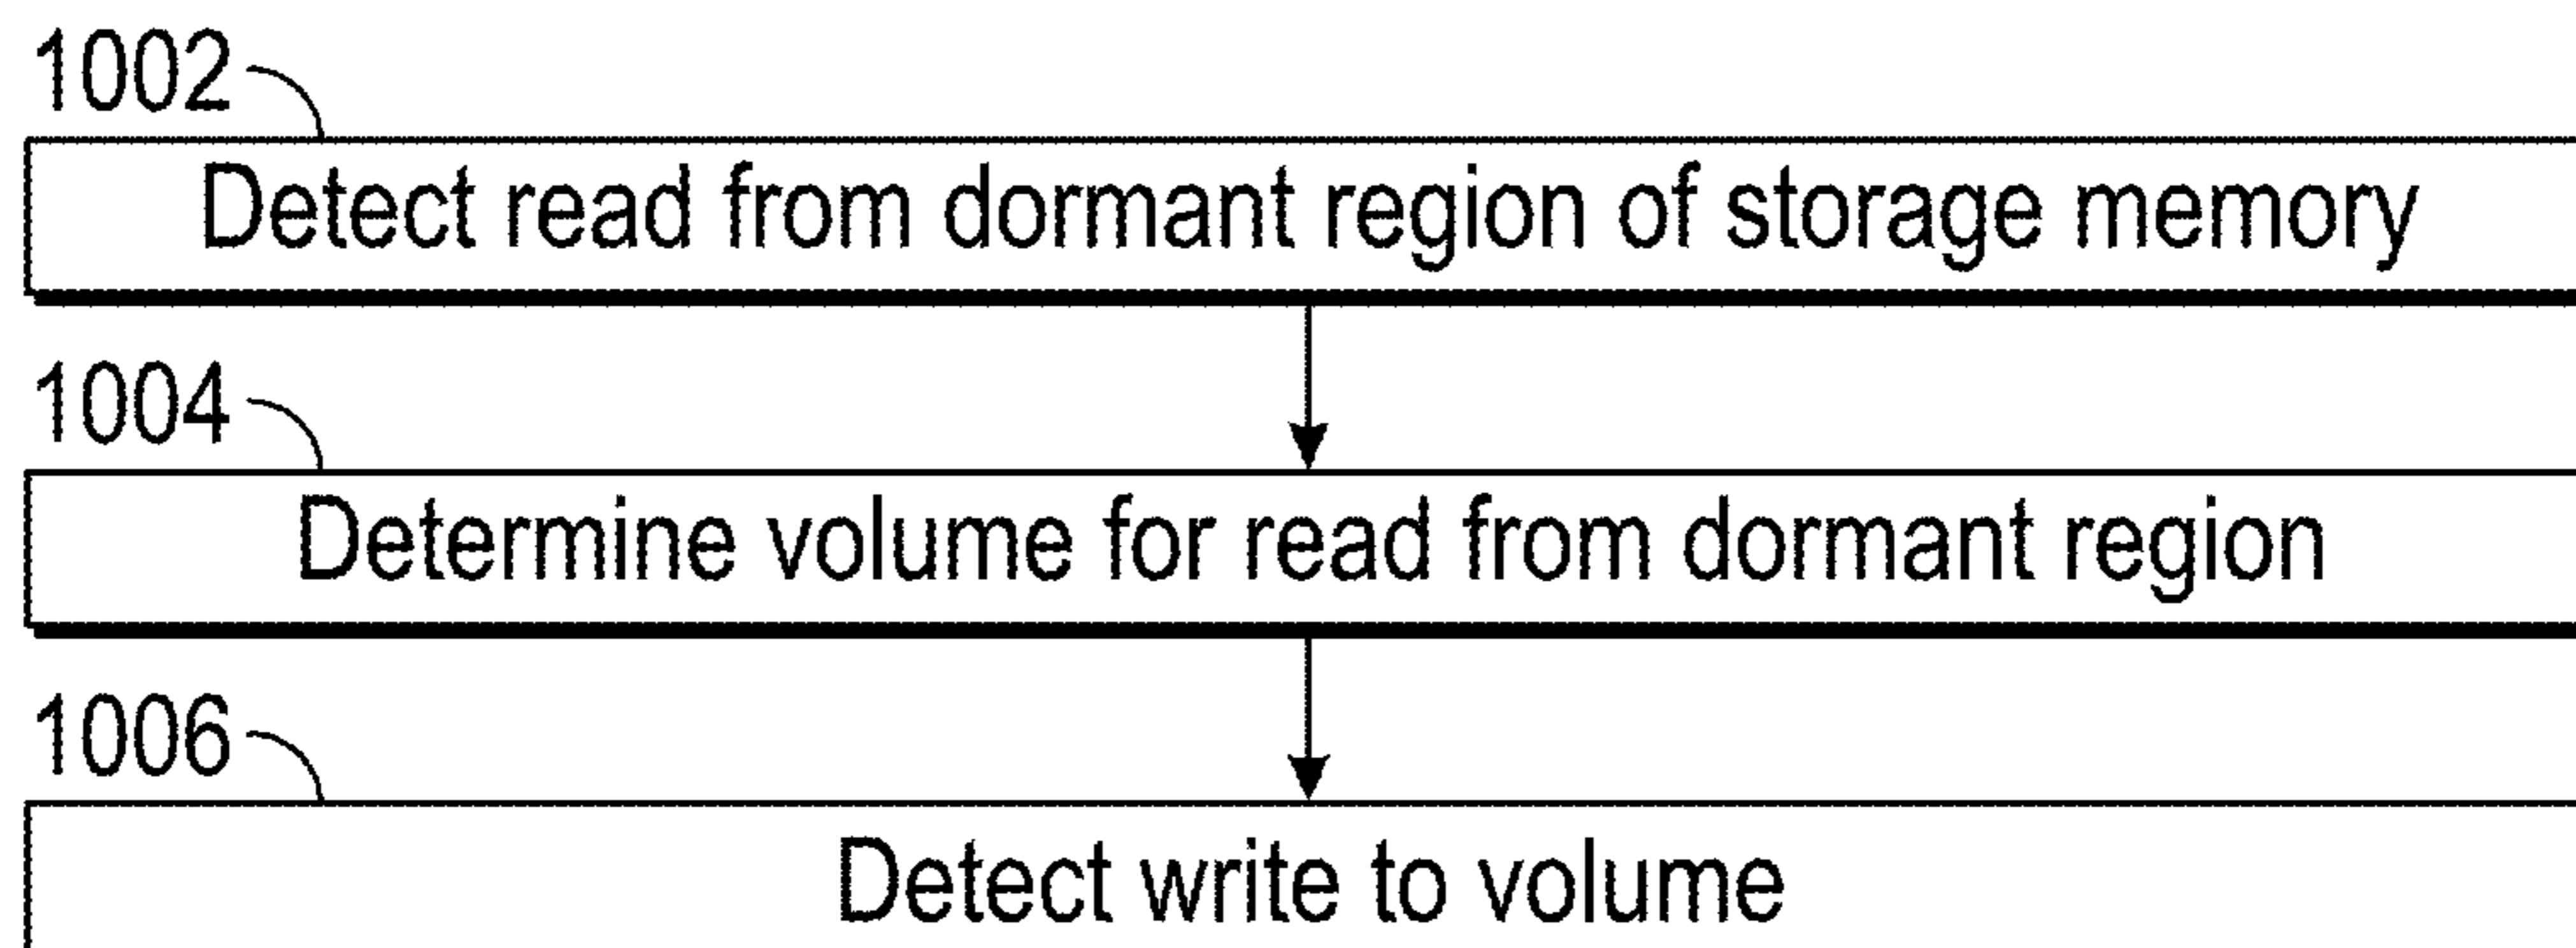 1002
Detect read from dormant region of storage memory
1004
Determine volume for read from dormant region
1006
Detect write to volume